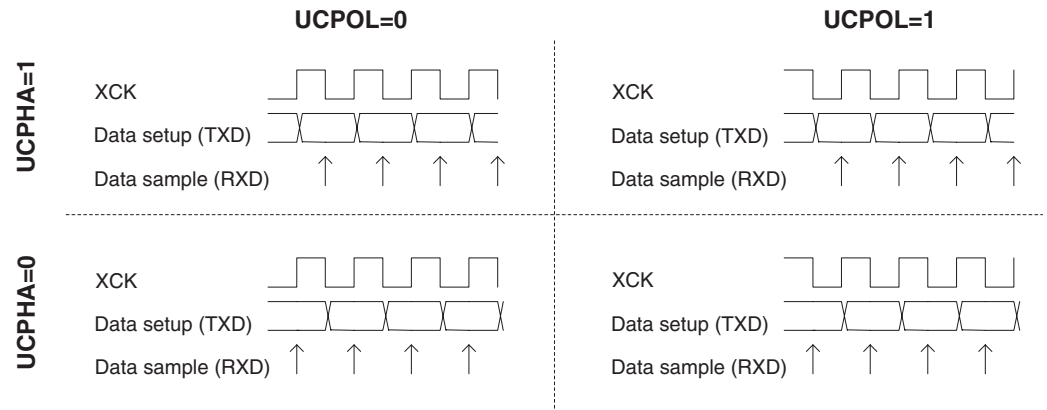 UCPOL=0
UCPOL=1
UCPHA=1
XCK
Data setup (TXD)
Data sample (RXD)
XCK
Data setup (TXD)
Data sample (RXD)
UCPHA=0
XCK
Data setup (TXD)
Data sample (RXD)
XCK
Data setup (TXD)
Data sample (RXD)